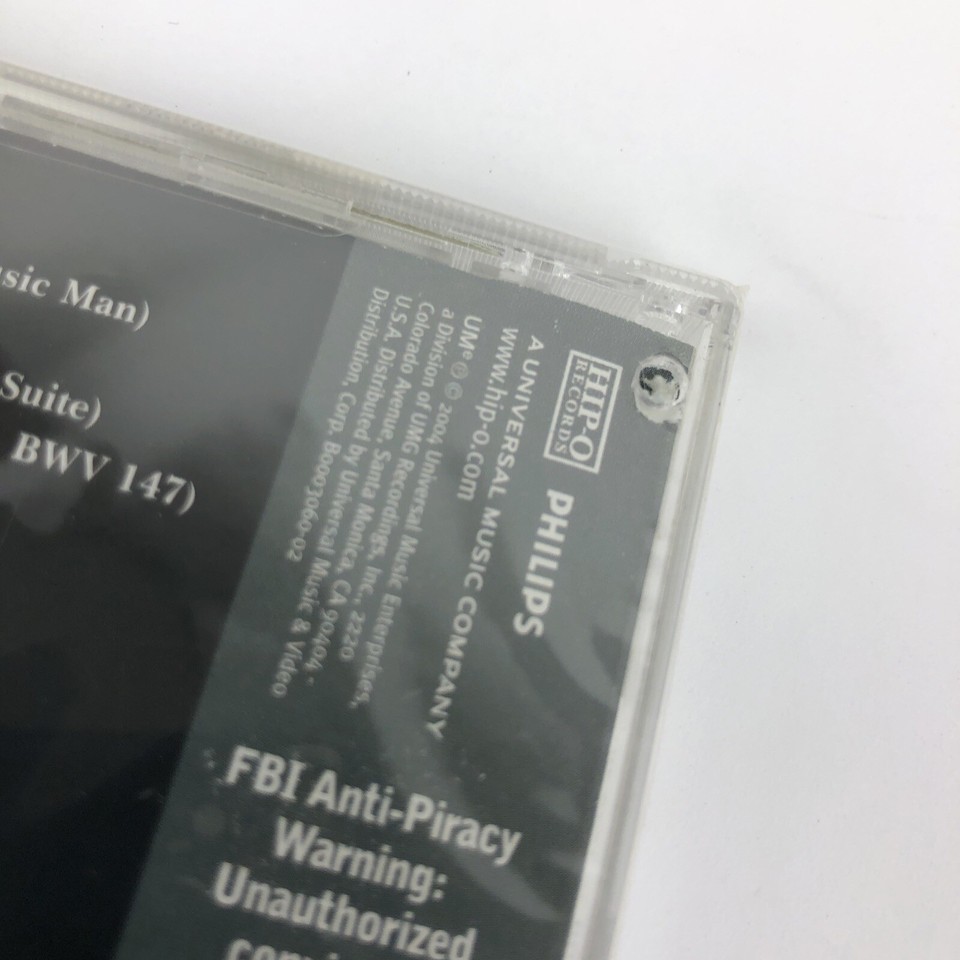 usic Man)
Suite)
BWV 147)
HIP-O
RECORDS
PHILIPS
A UNIVERSAL MUSIC COMPANY
www.hip-o.com
UMe ℗ © 2004 Universal Music Enterprises,
a Division of UMG Recordings, Inc., 2220
Colorado Avenue, Santa Monica, CA 90404 -
U.S.A. Distributed by Universal Music & Video
Distribution, Corp. B0003060-02
FBI Anti-Piracy
Warning:
Unauthorized